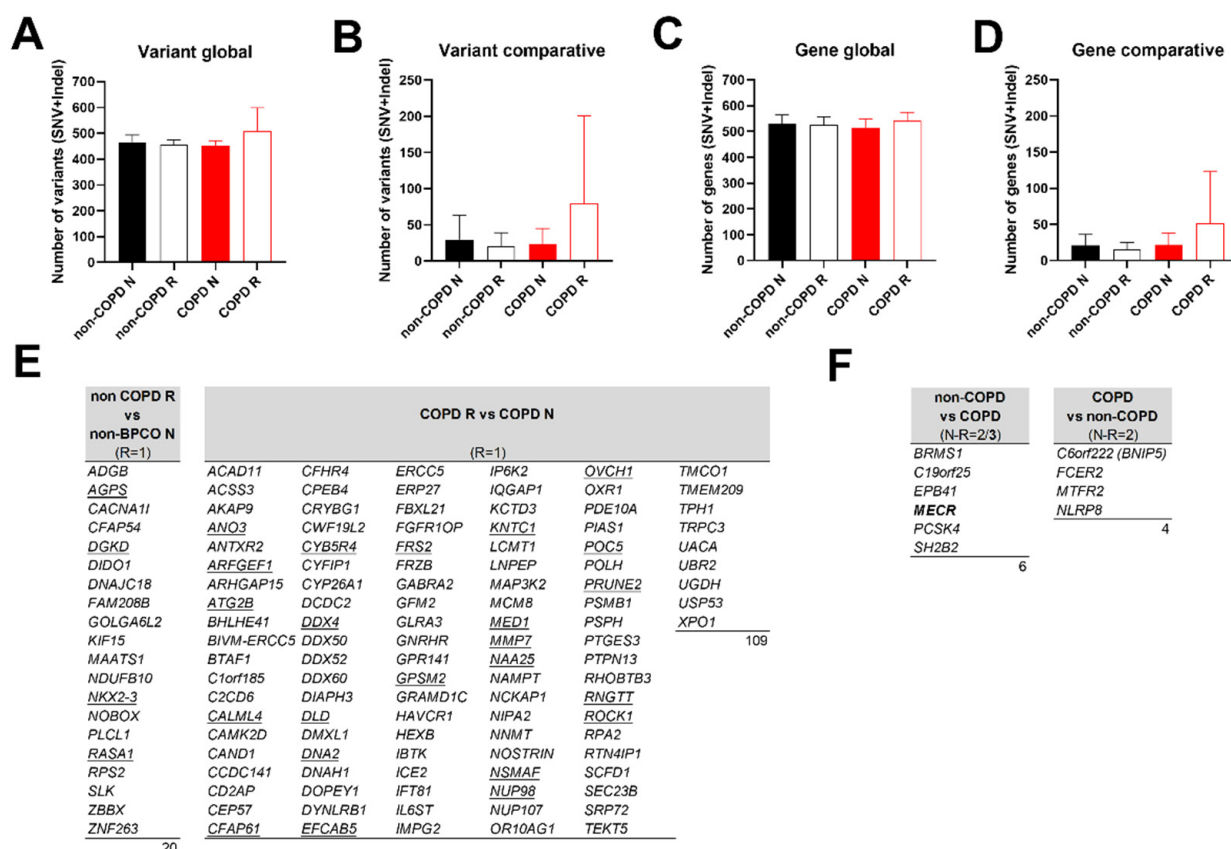 A
Variant global
Number of variants (SNV+Indel)
700
600
500
400
300
200
100
0
non-COPD N
non-COPD R
COPD N
COPD R
B
Variant comparative
Number of variants (SNV+Indel)
250
200
150
100
50
0
non-COPD N
non-COPD R
COPD N
COPD R
C
Gene global
Number of genes (SNV+Indel)
700
600
500
400
300
200
100
0
non-COPD N
non-COPD R
COPD N
COPD R
D
Gene comparative
Number of genes (SNV+Indel)
250
200
150
100
50
0
non-COPD N
non-COPD R
COPD N
COPD R
E
non COPD R
vs
non-BPCO N
(R=1)
ADGB
AGPS
CACNA1I
CFAP54
DGKD
DIDO1
DNAJC18
FAM208B
GOLGA6L2
KIF15
MAATS1
NDUFB10
NKX2-3
NOBOX
PLCL1
RASA1
RPS2
SLK
ZBBX
ZNF263
20
COPD R vs COPD N
(R=1)
ACAD11 CFHR4 ERCC5 IP6K2 OVCH1 TMCO1
ACSS3 CPEB4 ERP27 IQGAP1 OXR1 TMEM209
AKAP9 CRYBG1 FBXL21 KCTD3 PDE10A TPH1
ANO3 CWF19L2 FGFR1OP KNTC1 PIAS1 TRPC3
ANTXR2 CYB5R4 FRS2 LCMT1 POC5 UACA
ARFGEF1 CYFIP1 FRZB LNPEP POLH UBR2
ARHGAP15 CYP26A1 GABRA2 MAP3K2 PRUNE2 UGDH
ATG2B DCDC2 GFM2 MCM8 PSMB1 USP53
BHLHE41 DDX4 GLRA3 MED1 PSPH XPO1
BIVM-ERCC5 DDX50 GNRHR MMP7 PTGES3 109
BTAF1 DDX52 GPR141 NAA25 PTPN13
C1orf185 DDX60 GPSM2 NAMPT RHOBTB3
C2CD6 DIAPH3 GRAMD1C NCKAP1 RNGTT
CALML4 DLD HAVCR1 NIPA2 ROCK1
CAMK2D DMXL1 HEXB NNMT RPA2
CAND1 DNA2 IBTK NOSTRIN RTN4IP1
CCDC141 DNAH1 ICE2 NSMAF SCFD1
CD2AP DOPEY1 IFT81 NUP98 SEC23B
CEP57 DYNLRB1 IL6ST NUP107 SRP72
CFAP61 EFCAB5 IMPG2 OR10AG1 TEKT5
F
non-COPD
vs COPD
(N-R=2/3)
BRMS1
C19orf25
EPB41
MECR
PCSK4
SH2B2
6
COPD
vs non-COPD
(N-R=2)
C6orf222 (BNIP5)
FCER2
MTFR2
NLRP8
4